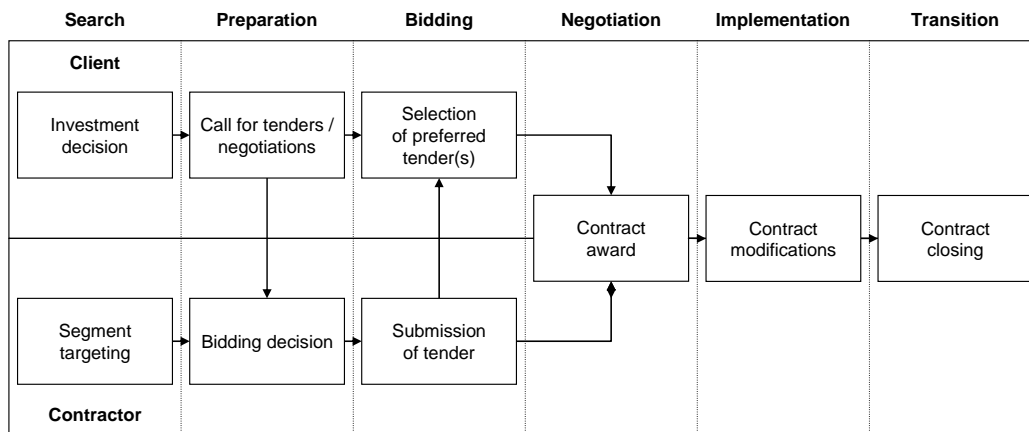 Search
Preparation
Bidding
Negotiation
Implementation
Transition
Client
Investment
decision
Call for tenders /
negotiations
Selection
of preferred
tender(s)
Contract
award
Contract
modifications
Contract
closing
Segment
targeting
Bidding decision
Submission
of tender
Contractor